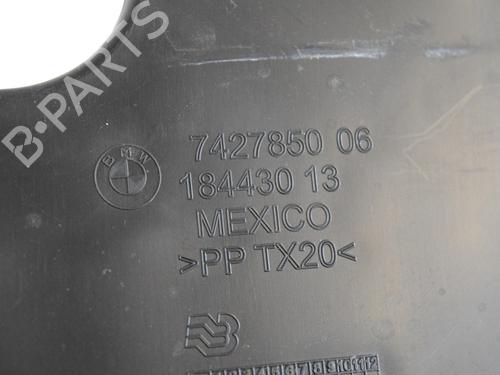 B-PARTS
BMW
7427850 06
184430 13
MEXICO
>PP TX20<
1 2 3 4 5 6 7 8 9 10 11 12